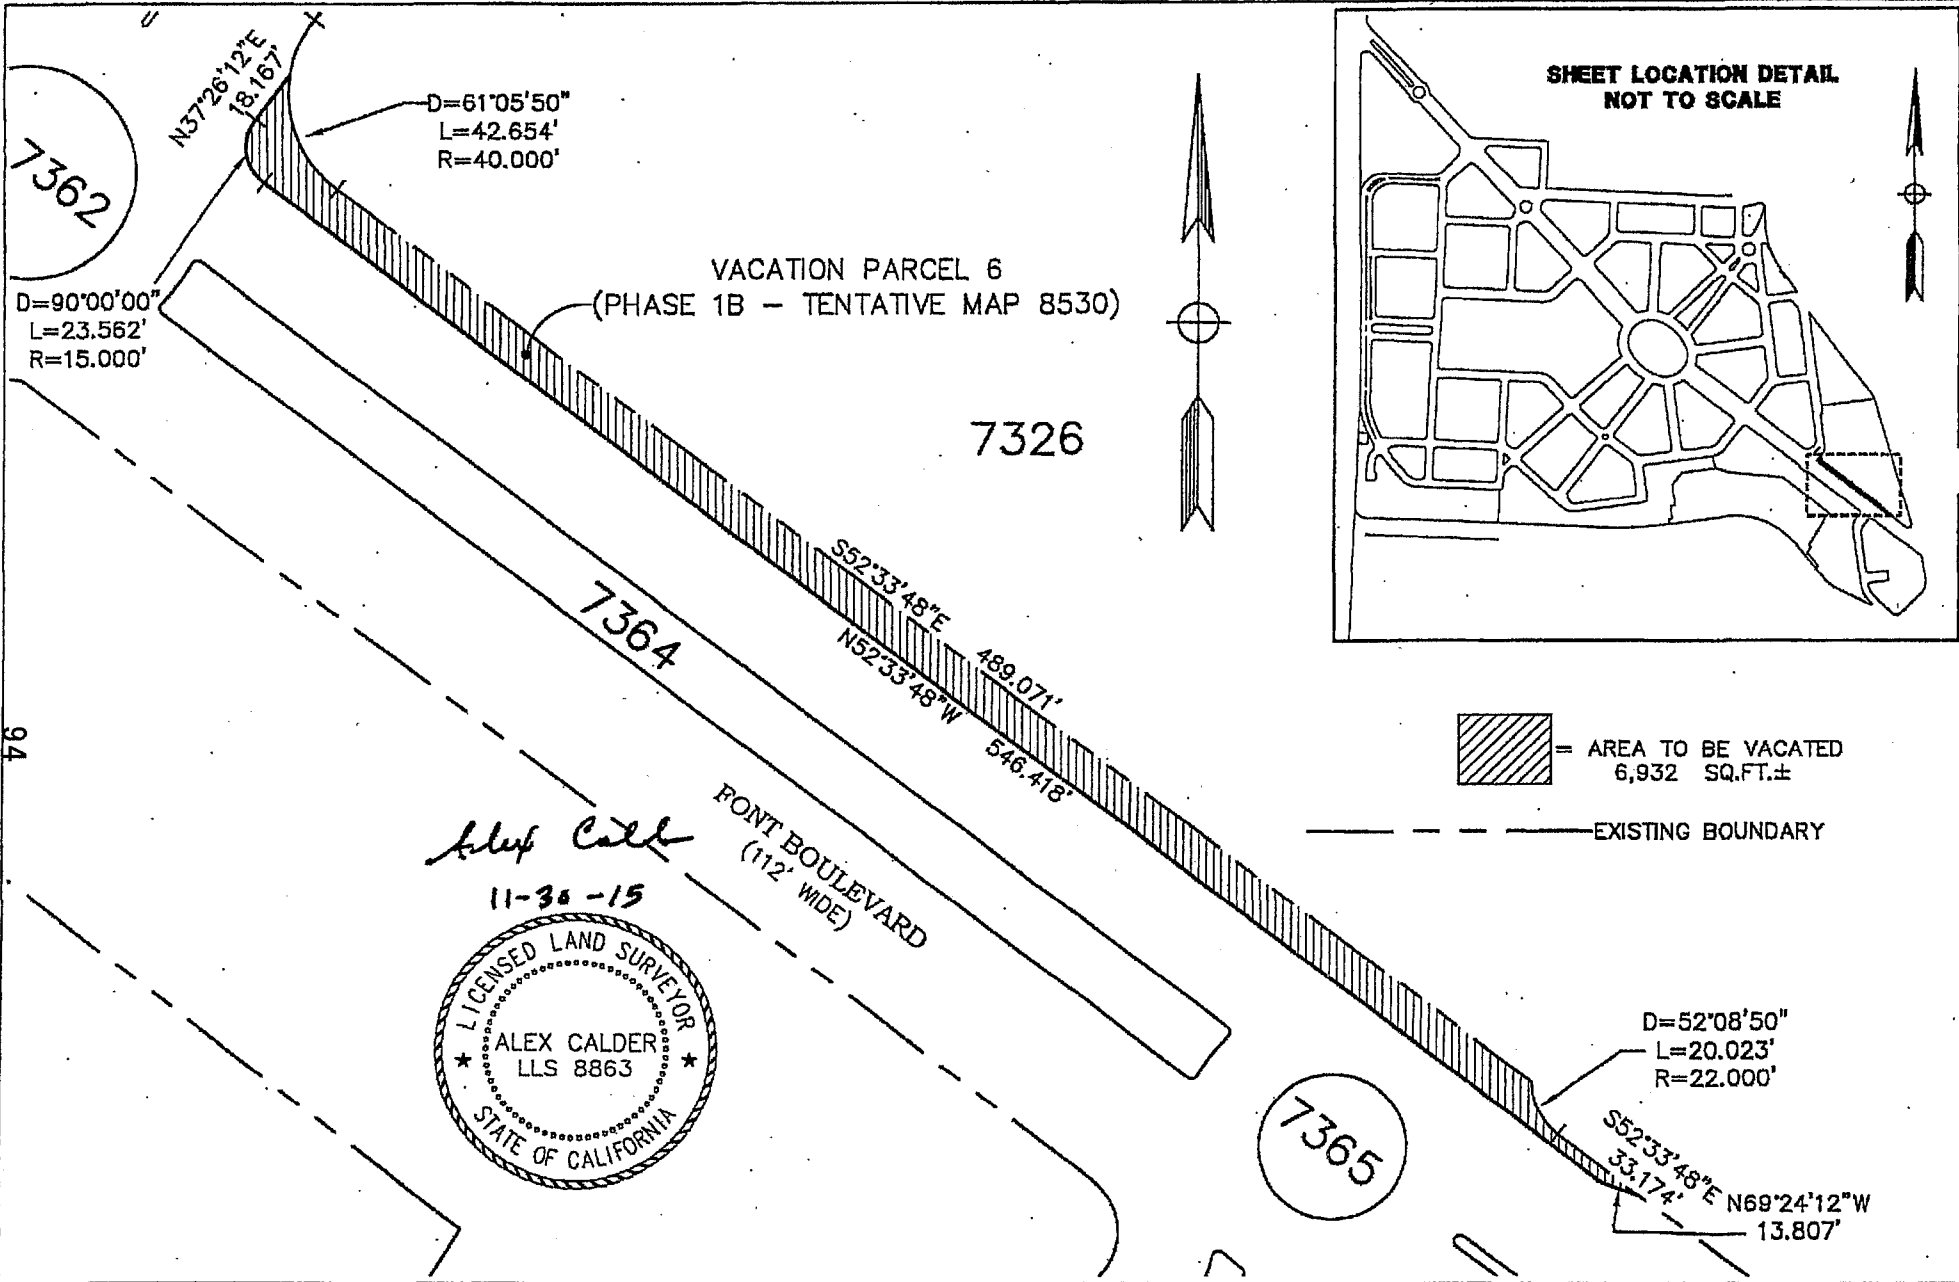 N37°26'12"E
18.167'
D=61°05'50"
L=42.654'
R=40.000'
7362
D=90°00'00"
L=23.562'
R=15.000'
VACATION PARCEL 6
(PHASE 1B – TENTATIVE MAP 8530)
7326
SHEET LOCATION DETAIL
NOT TO SCALE
S52°33'48"E
489.071'
N52°33'48"W
546.418'
7364
94
FONT BOULEVARD
(112' WIDE)
= AREA TO BE VACATED
6,932 SQ.FT.±
EXISTING BOUNDARY
11-30-15
LICENSED LAND SURVEYOR
ALEX CALDER
LLS 8863
STATE OF CALIFORNIA
7365
D=52°08'50"
L=20.023'
R=22.000'
S52°33'48"E
33.174'
N69°24'12"W
13.807'